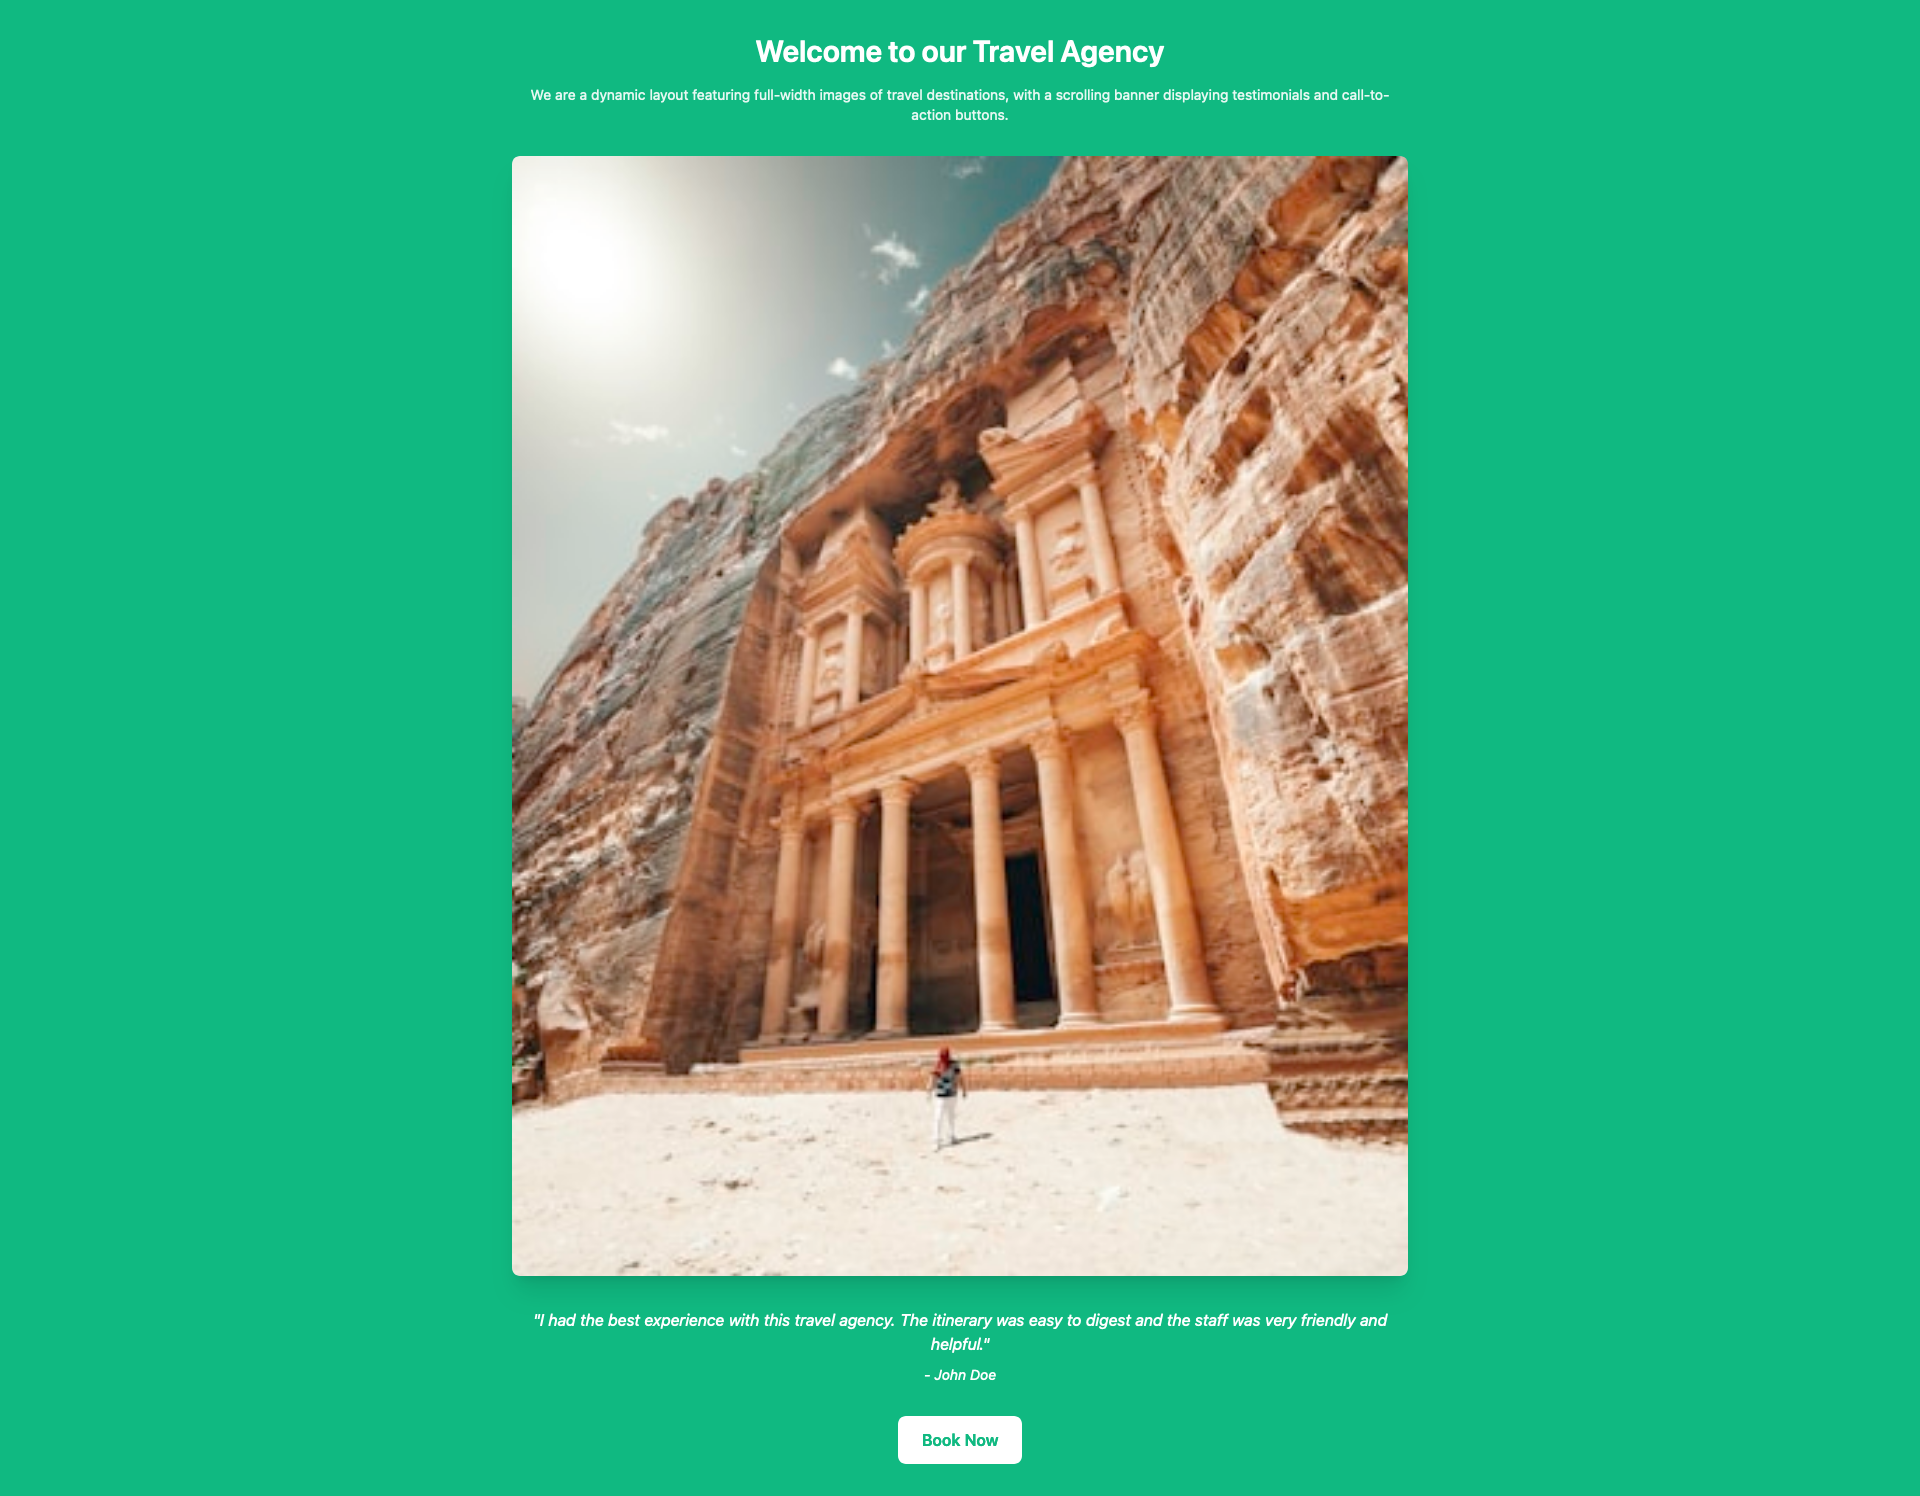 Welcome to our Travel Agency
We are a dynamic layout featuring full-width images of travel destinations, with a scrolling banner displaying testimonials and call-to-
action buttons.
"I had the best experience with this travel agency. The itinerary was easy to digest and the staff was very friendly and
helpful."
- John Doe
Book Now